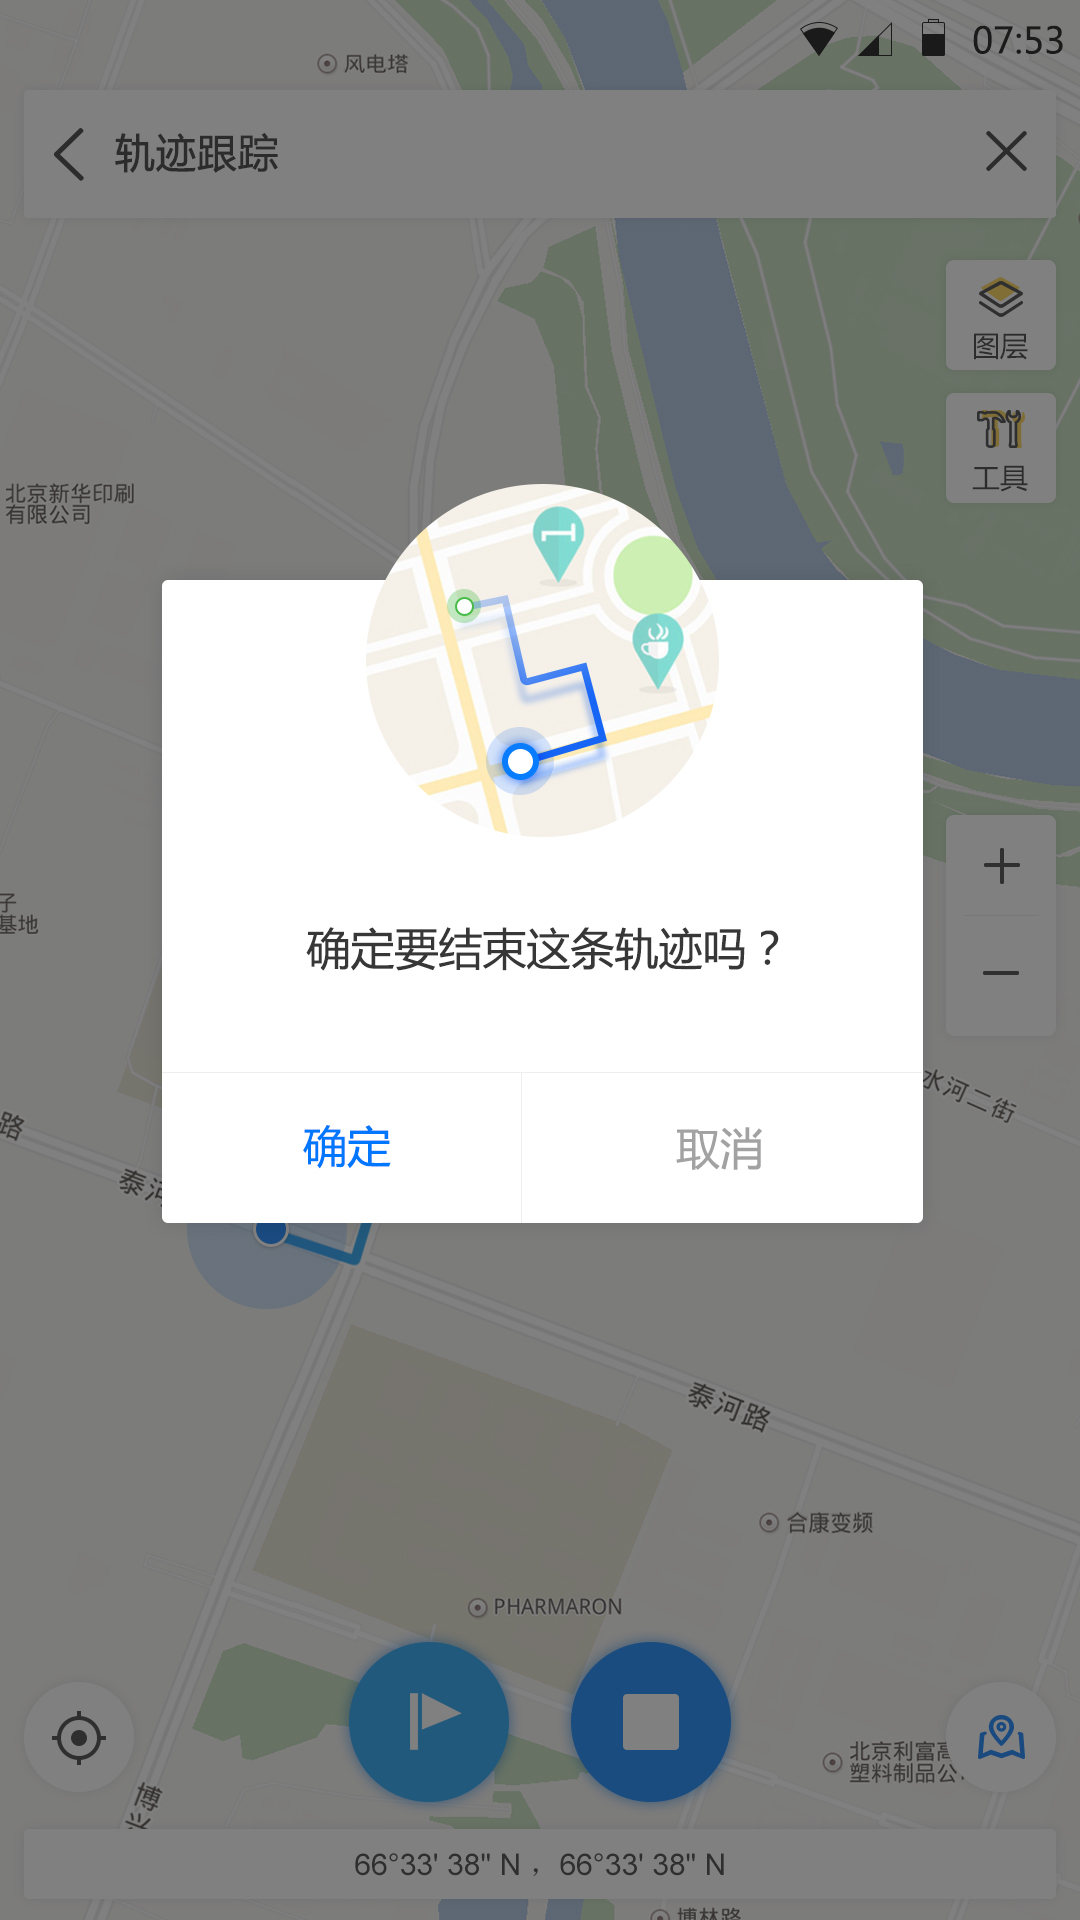 07:53
风电塔
轨迹跟踪
图层
工具
北京新华印刷
有限公司
确定要结束这条轨迹吗？
子
基地
水河二街
确定
取消
路
泰河
泰河路
合康变频
PHARMARON
北京利富高
塑料制品公
博兴
66°33' 38" N ，66°33' 38" N
博林路